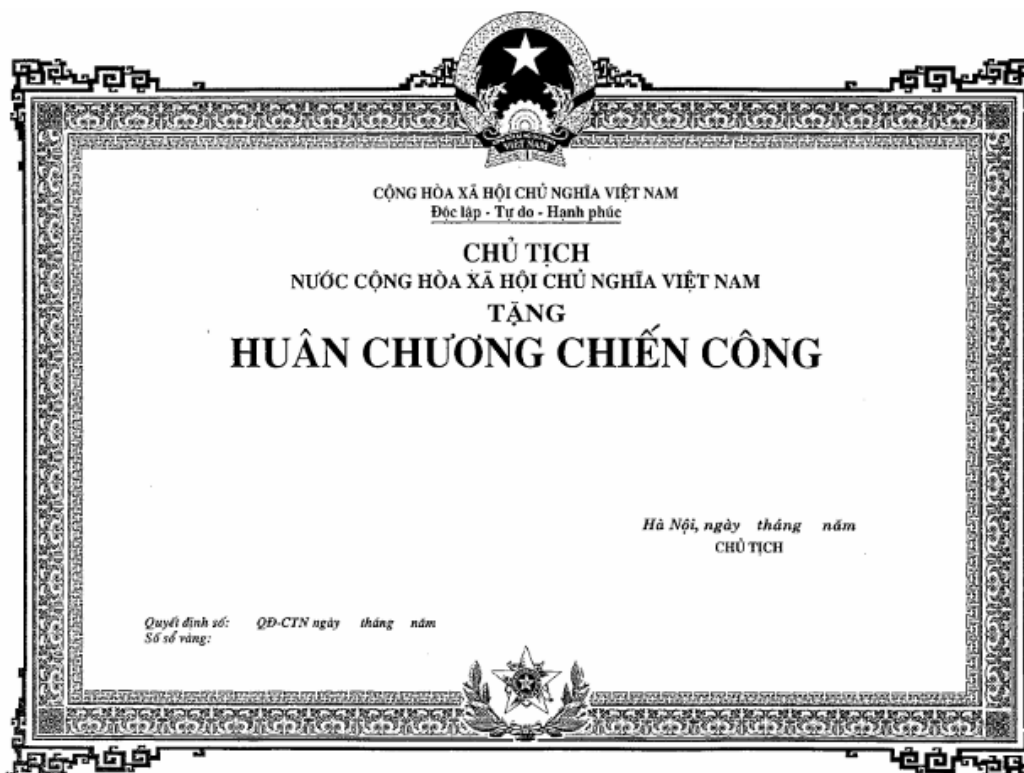 VIỆT NAM
CỘNG HÒA XÃ HỘI CHỦ NGHĨA VIỆT NAM
Độc lập - Tự do - Hạnh phúc
CHỦ TỊCH
NƯỚC CỘNG HÒA XÃ HỘI CHỦ NGHĨA VIỆT NAM
TẶNG
HUÂN CHƯƠNG CHIẾN CÔNG
Hà Nội, ngày tháng năm
CHỦ TỊCH
Quyết định số: QĐ-CTN ngày tháng năm
Số sổ vàng: